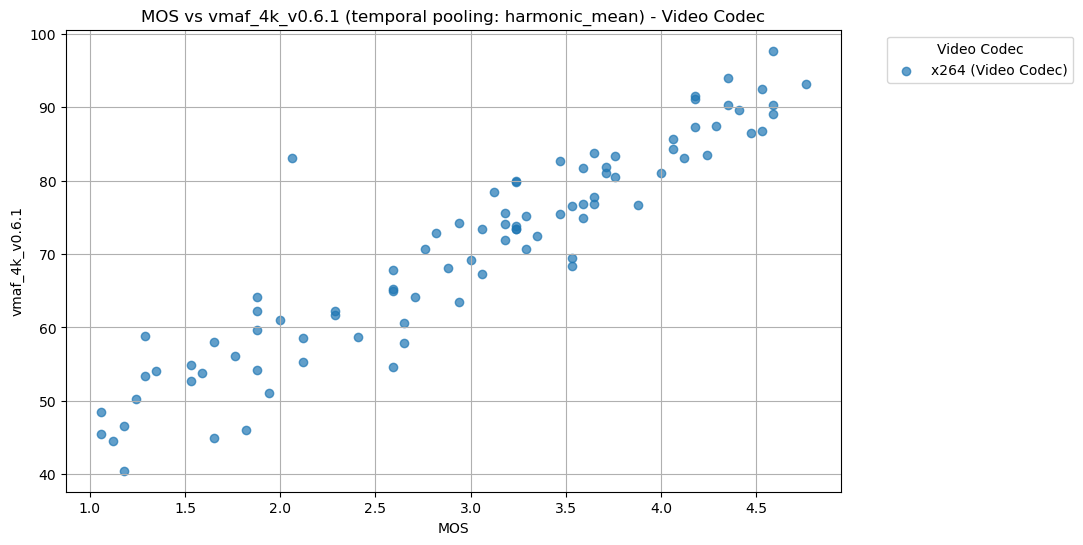 MOS vs vmaf_4k_v0.6.1 (temporal pooling: harmonic_mean) - Video Codec
Video Codec
x264 (Video Codec)
vmaf_4k_v0.6.1
100
90
80
70
60
50
40
1.0 1.5 2.0 2.5 3.0 3.5 4.0 4.5
MOS